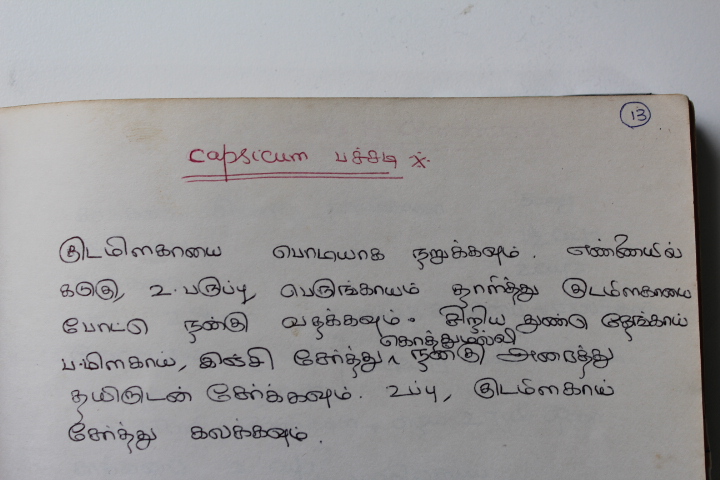 13
Capsicum பச்சடி x.
குடமிளகாயை பொடியாக நறுக்கவும். எண்ணெயில்
கடுகு, உ.பருப்பு, பெருங்காயம் தாளித்து குடமிளகாயை
போட்டு நன்கு வதக்கவும். சிறிய துண்டு தேங்காய்
கொத்துமல்லி
ப.மிளகாய், இஞ்சி சேர்த்து ^ நன்கு அரைத்து
தயிருடன் சேர்க்கவும். உப்பு, குடமிளகாய்
சேர்த்து கலக்கவும்.